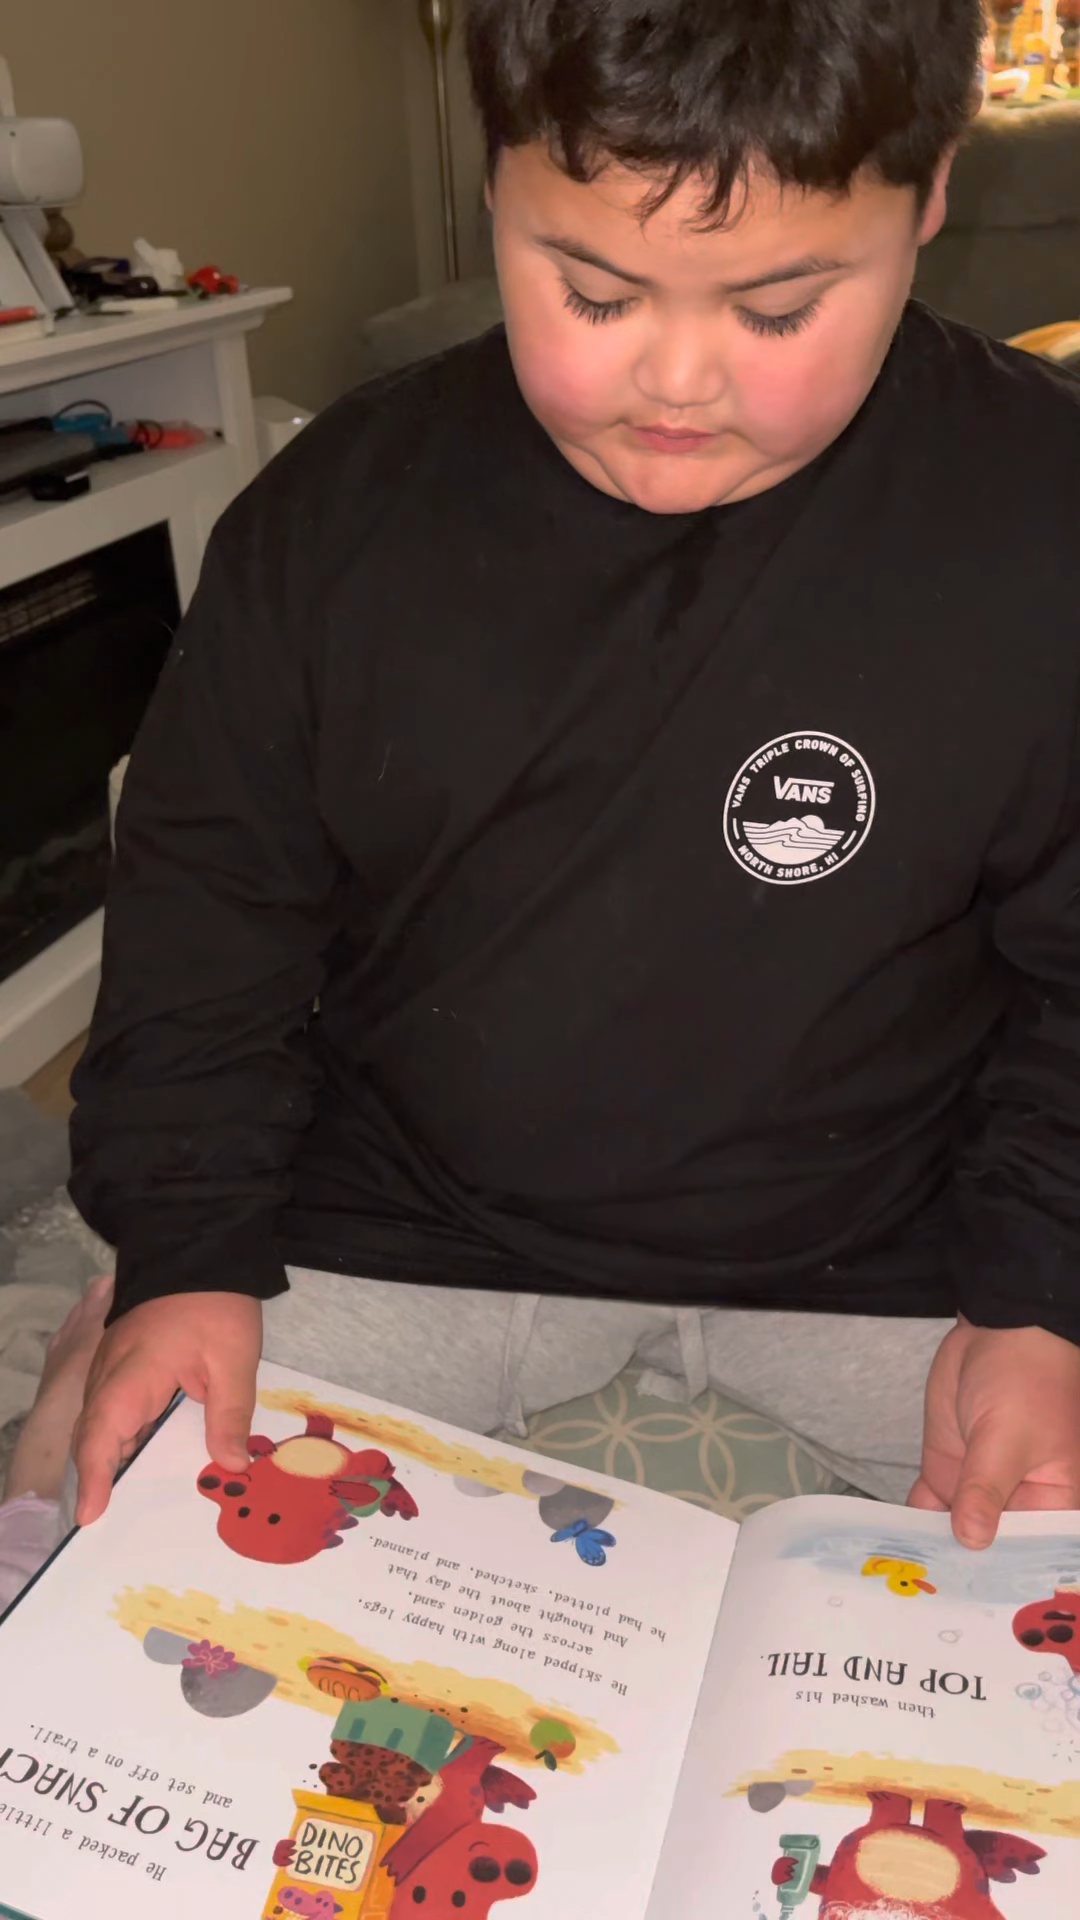 VANS TRIPLE CROWN OF SURFING
VANS
NORTH SHORE, HI
then washed his
TOP AND TAIL.
He packed a little
BAG OF SNACK
and set off on a trail.
DINO
BITES
He skipped along with happy legs,
across the golden sand.
And thought about the day that
he had plotted, sketched, and planned.